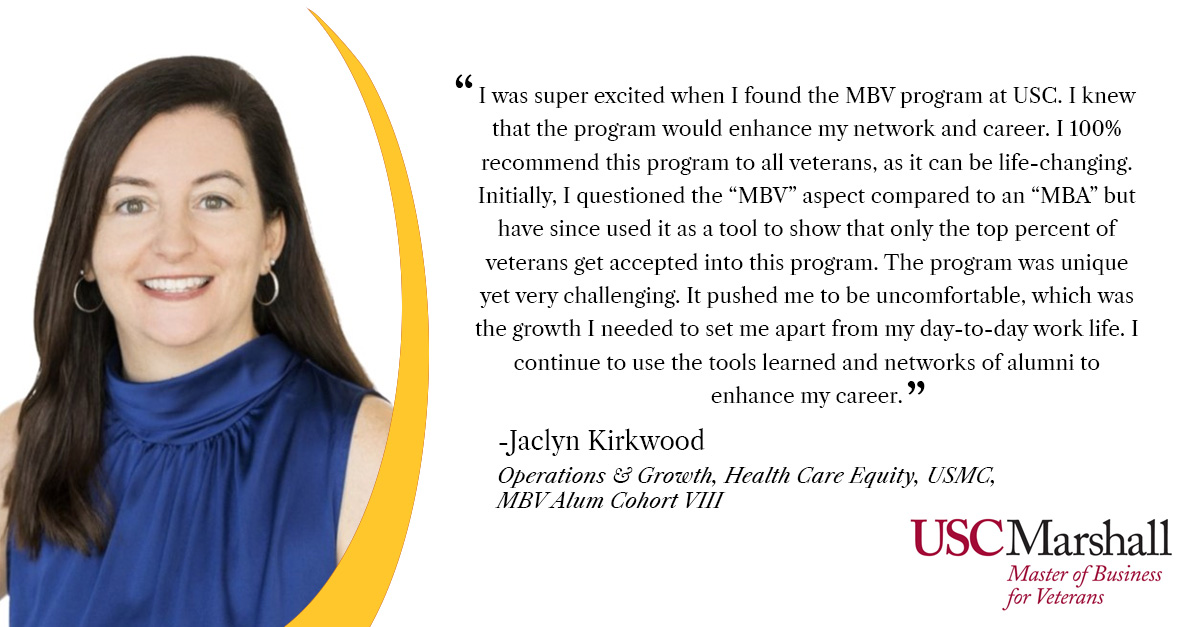 “ I was super excited when I found the MBV program at USC. I knew
that the program would enhance my network and career. I 100%
recommend this program to all veterans, as it can be life-changing.
Initially, I questioned the “MBV” aspect compared to an “MBA” but
have since used it as a tool to show that only the top percent of
veterans get accepted into this program. The program was unique
yet very challenging. It pushed me to be uncomfortable, which was
the growth I needed to set me apart from my day-to-day work life. I
continue to use the tools learned and networks of alumni to
enhance my career. ”
-Jaclyn Kirkwood
Operations & Growth, Health Care Equity, USMC,
MBV Alum Cohort VIII
USC Marshall
Master of Business
for Veterans